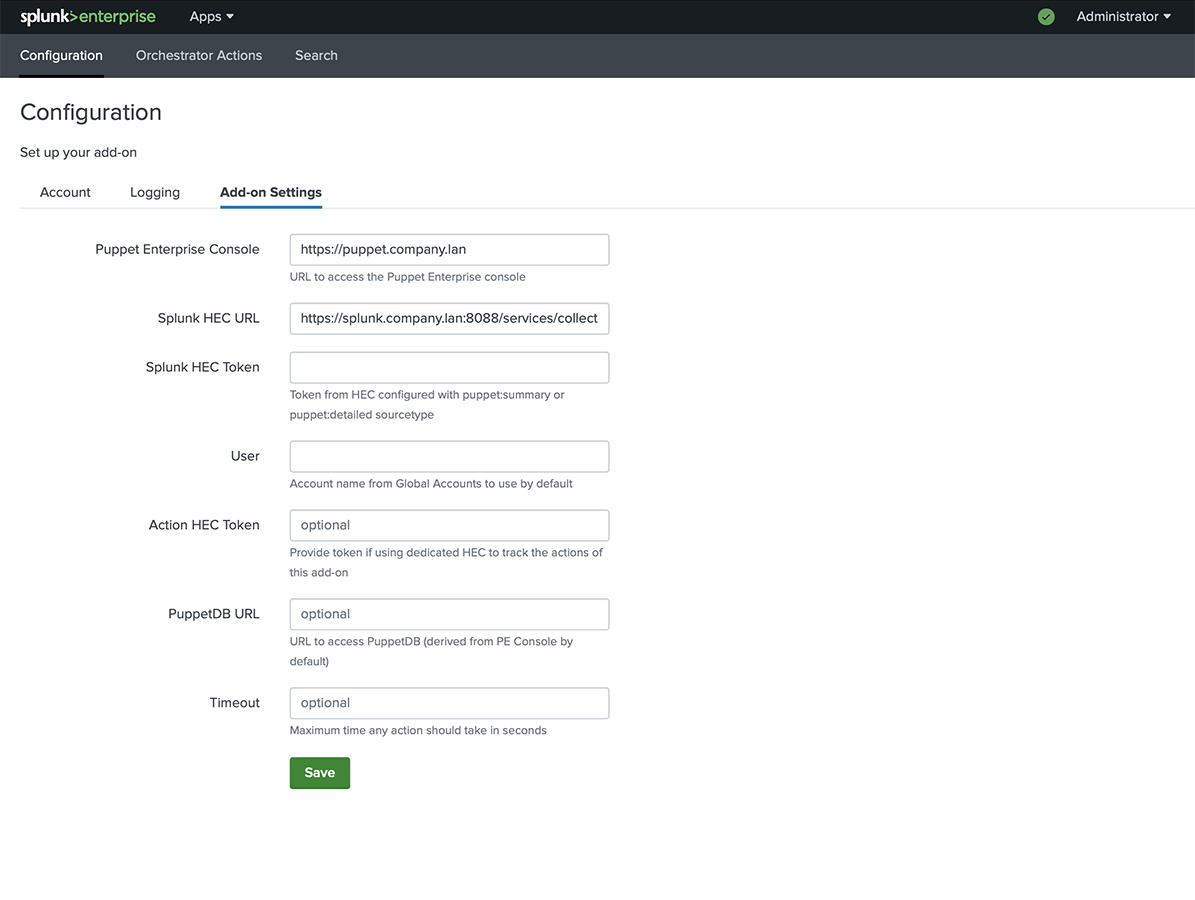 splunk>enterprise Apps Administrator
Configuration Orchestrator Actions Search
Configuration
Set up your add-on
Account Logging Add-on Settings
Puppet Enterprise Console https://puppet.company.lan
URL to access the Puppet Enterprise console
Splunk HEC URL https://splunk.company.lan:8088/services/collect
Splunk HEC Token
Token from HEC configured with puppet:summary or
puppet:detailed sourcetype
User
Account name from Global Accounts to use by default
Action HEC Token optional
Provide token if using dedicated HEC to track the actions of
this add-on
PuppetDB URL optional
URL to access PuppetDB (derived from PE Console by
default)
Timeout optional
Maximum time any action should take in seconds
Save